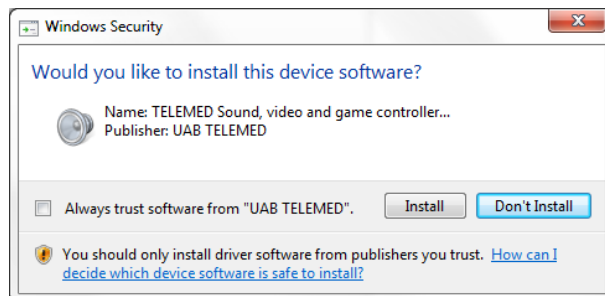 Windows Security
Would you like to install this device software?
Name: TELEMED Sound, video and game controller...
Publisher: UAB TELEMED
Always trust software from "UAB TELEMED".
Install
Don't Install
You should only install driver software from publishers you trust. How can I
decide which device software is safe to install?